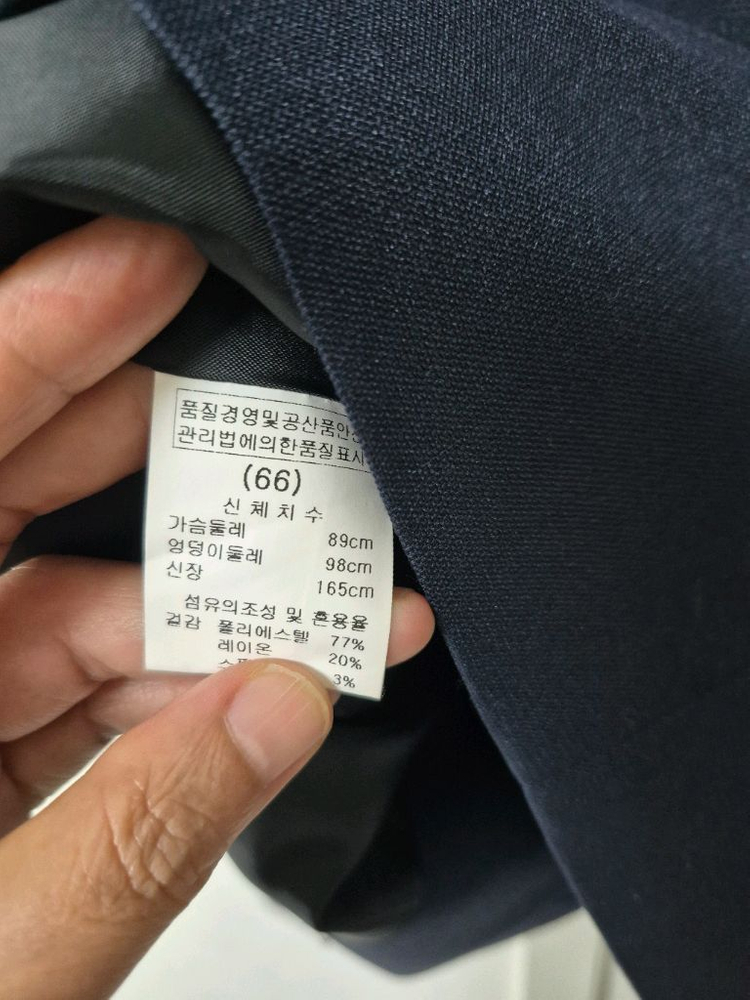 품질경영및공산품안
관리법에의한품질표시
(66)
신 체 치 수
가슴둘레 89cm
엉덩이둘레 98cm
신장 165cm
섬유의조성 및 혼용율
겉감 폴리에스텔 77%
레이온 20%
3%